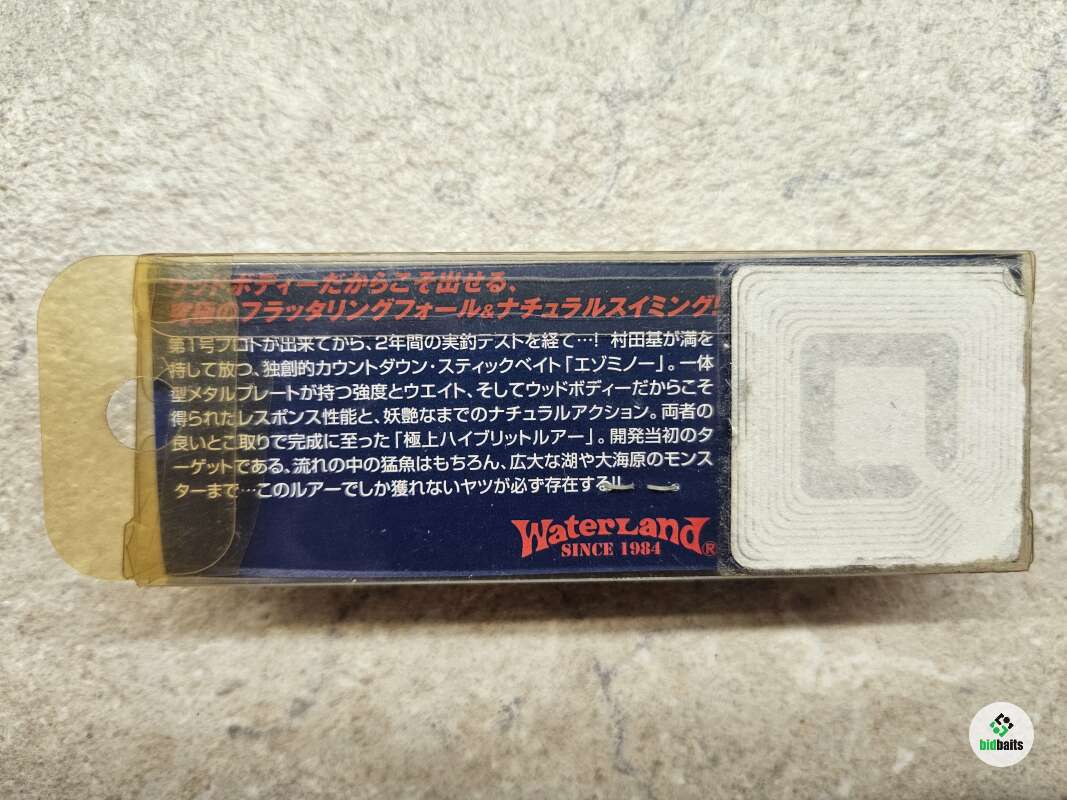 ウッドボディーだからこそ出せる、
究極のフラッタリングフォール&ナチュラルスイミング!
第1号プロトが出来てから、2年間の実釣テストを経て…! 村田基が満を
持して放つ、独創的カウントダウン・スティックベイト「エゾミノー」。一体
型メタルプレートが持つ強度とウエイト、そしてウッドボディーだからこそ
得られたレスポンス性能と、妖艶なまでのナチュラルアクション。両者の
良いとこ取りで完成に至った「極上ハイブリットルアー」。開発当初のタ
ーゲットである、流れの中の猛魚はもちろん、広大な湖や大海原のモンス
ターまで…このルアーでしか獲れないヤツが必ず存在する!!
WaterLand®
SINCE 1984
bidbaits